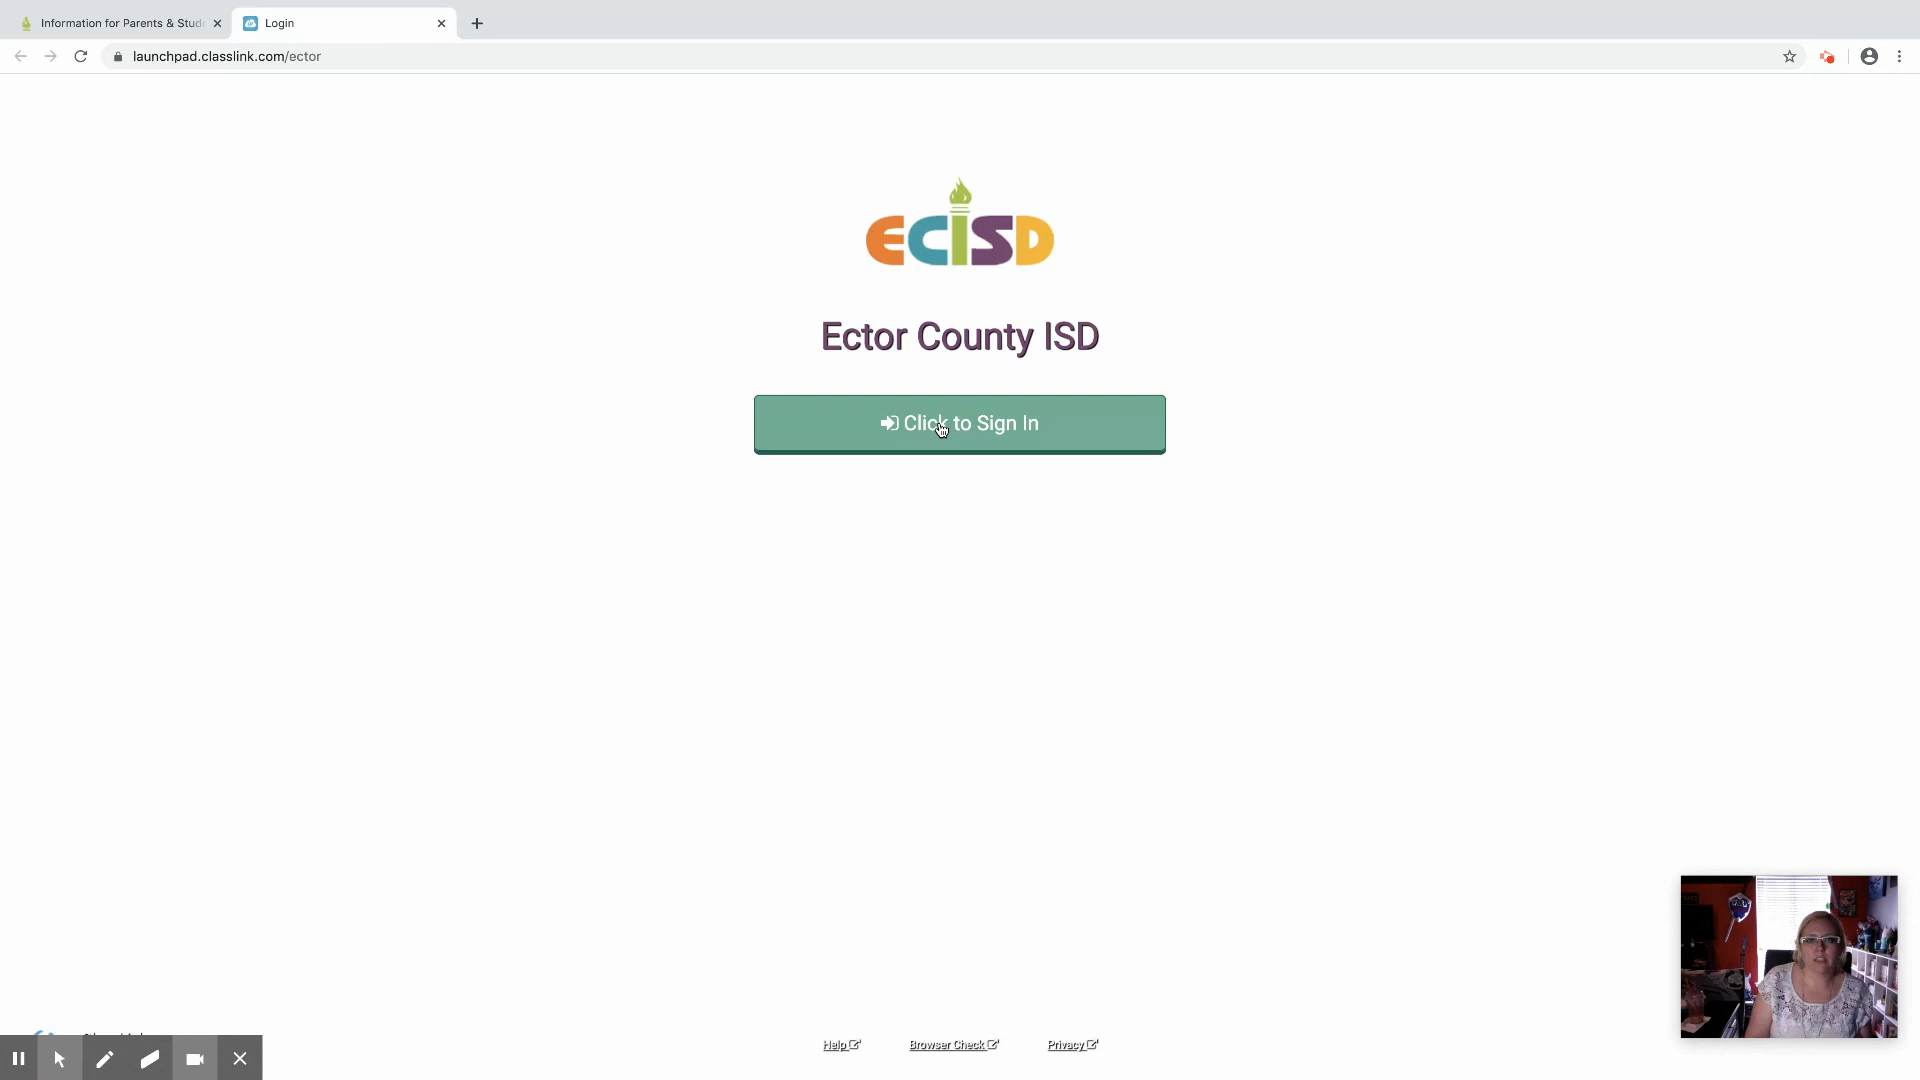 Information for Parents & Stud
Login
launchpad.classlink.com/ector
ECISD
Ector County ISD
Click to Sign In
Help
Browser Check
Privacy